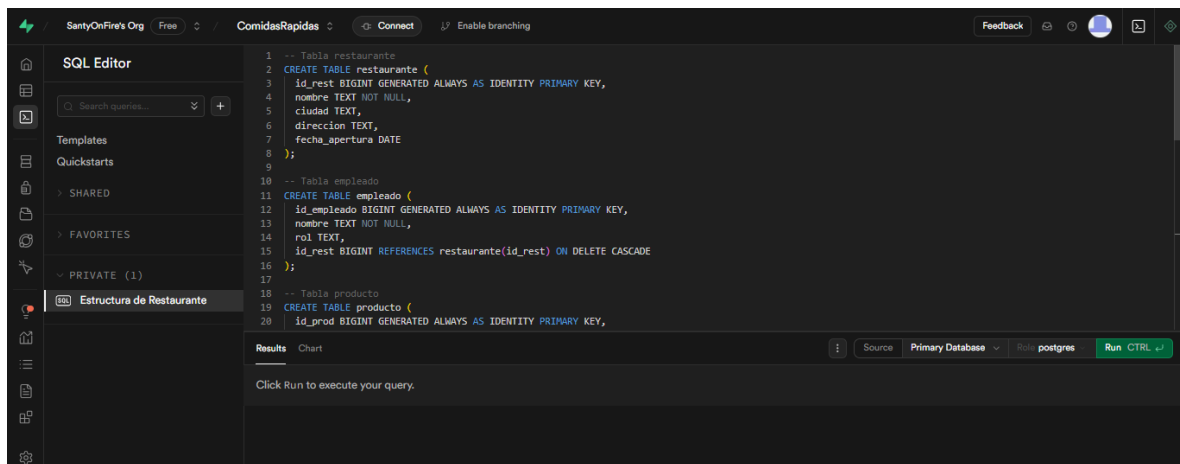 SantyOnFire's Org Free / ComidasRapidas Connect Enable branching Feedback
SQL Editor
Search queries...
Templates
Quickstarts
SHARED
FAVORITES
PRIVATE (1)
SQL Estructura de Restaurante
1 -- Tabla restaurante
2 CREATE TABLE restaurante (
3 id_rest BIGINT GENERATED ALWAYS AS IDENTITY PRIMARY KEY,
4 nombre TEXT NOT NULL,
5 ciudad TEXT,
6 direccion TEXT,
7 fecha_apertura DATE
8 );
9
10 -- Tabla empleado
11 CREATE TABLE empleado (
12 id_empleado BIGINT GENERATED ALWAYS AS IDENTITY PRIMARY KEY,
13 nombre TEXT NOT NULL,
14 rol TEXT,
15 id_rest BIGINT REFERENCES restaurante(id_rest) ON DELETE CASCADE
16 );
17
18 -- Tabla producto
19 CREATE TABLE producto (
20 id_prod BIGINT GENERATED ALWAYS AS IDENTITY PRIMARY KEY,
Results Chart Source Primary Database Role postgres Run CTRL ↵
Click Run to execute your query.